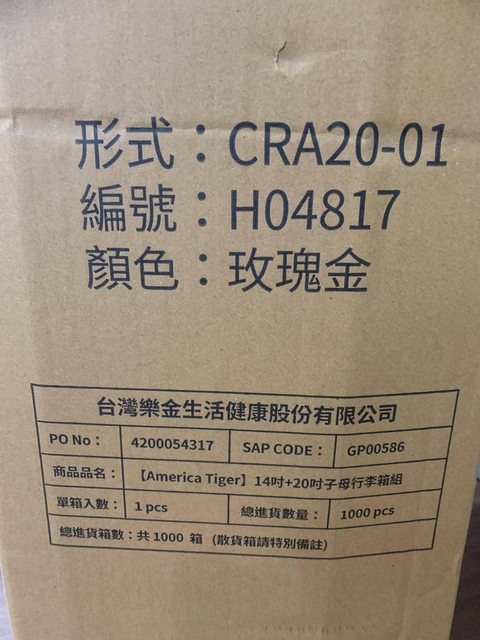 形式：CRA20-01
編號：H04817
顏色：玫瑰金
台灣樂金生活健康股份有限公司
PO No： 4200054317 SAP CODE： GP00586
商品品名： 【America Tiger】14吋+20吋子母行李箱組
單箱入數： 1 pcs 總進貨數量： 1000 pcs
總進貨箱數：共 1000 箱 (散貨箱請特別備註)